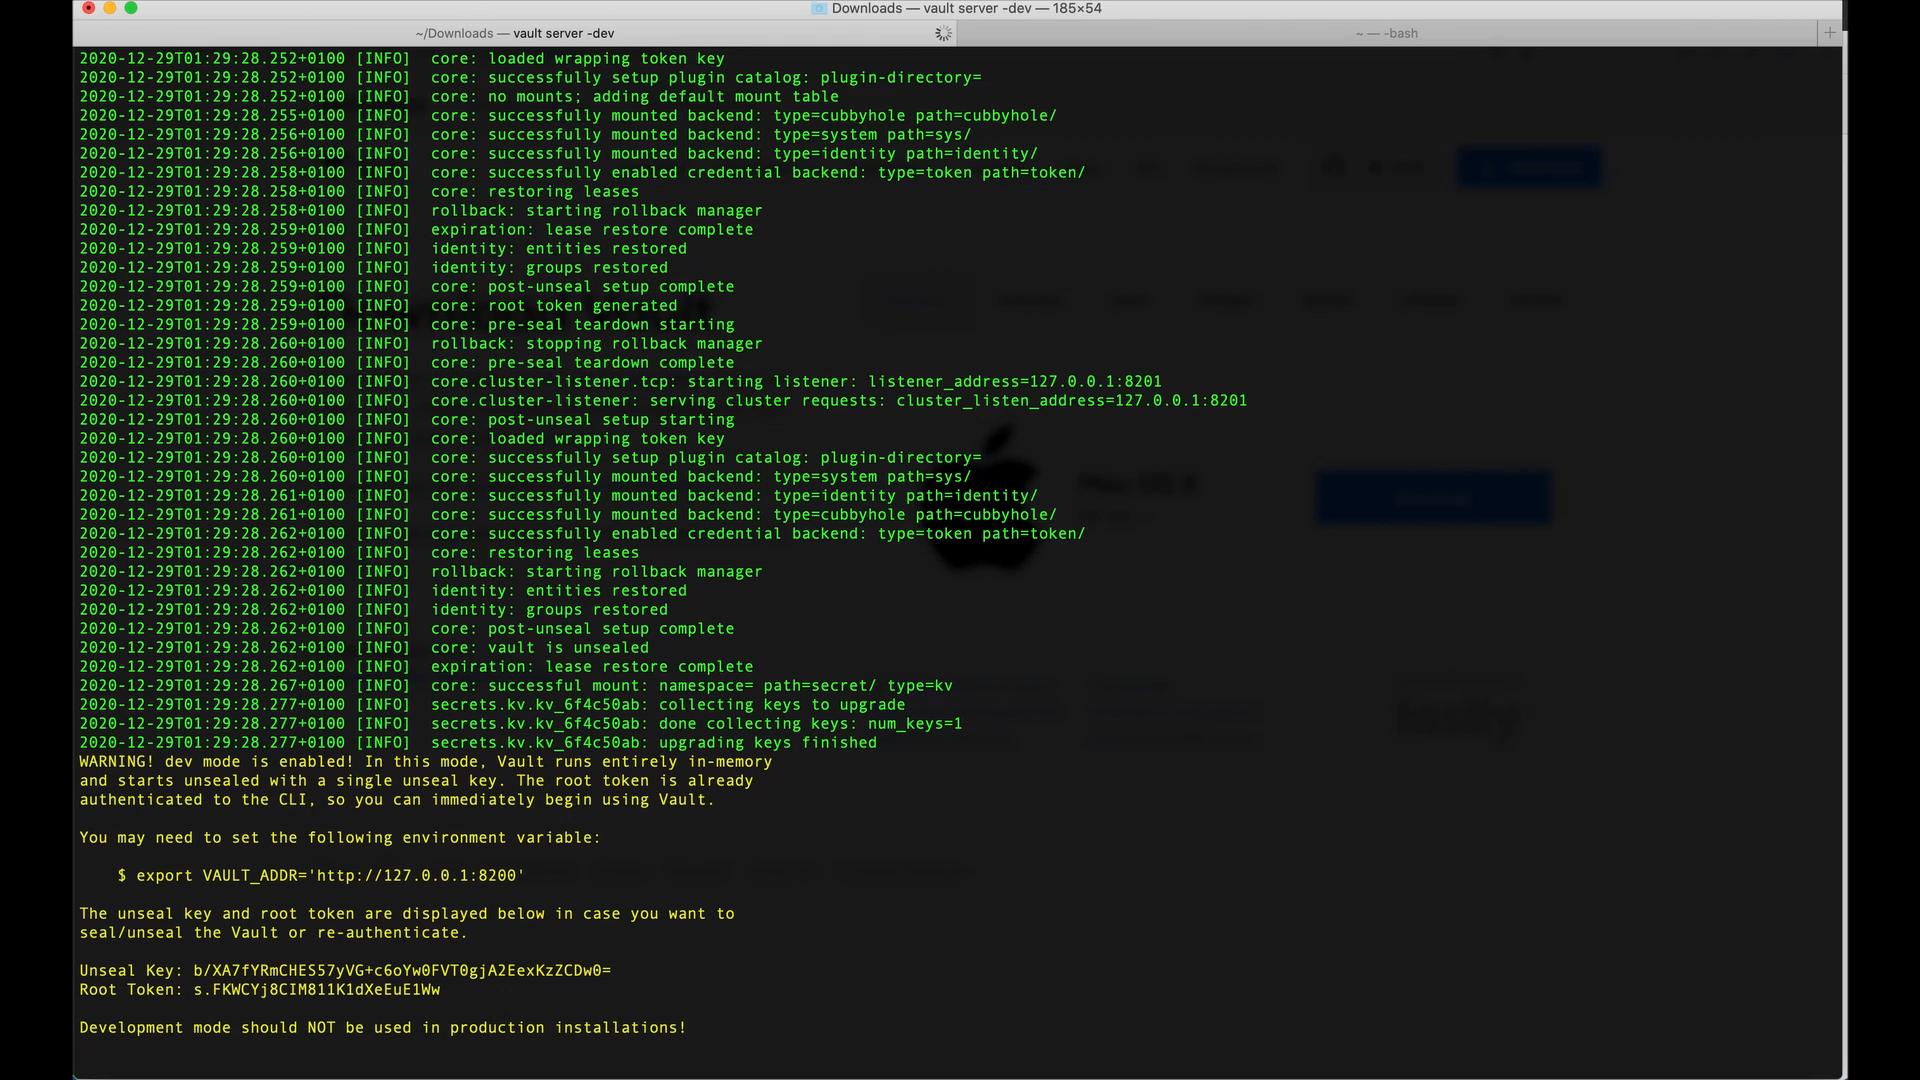 Downloads — vault server -dev — 185×54
~/Downloads — vault server -dev
~ — -bash
2020-12-29T01:29:28.252+0100 [INFO]  core: loaded wrapping token key
2020-12-29T01:29:28.252+0100 [INFO]  core: successfully setup plugin catalog: plugin-directory=
2020-12-29T01:29:28.252+0100 [INFO]  core: no mounts; adding default mount table
2020-12-29T01:29:28.255+0100 [INFO]  core: successfully mounted backend: type=cubbyhole path=cubbyhole/
2020-12-29T01:29:28.256+0100 [INFO]  core: successfully mounted backend: type=system path=sys/
2020-12-29T01:29:28.256+0100 [INFO]  core: successfully mounted backend: type=identity path=identity/
2020-12-29T01:29:28.258+0100 [INFO]  core: successfully enabled credential backend: type=token path=token/
2020-12-29T01:29:28.258+0100 [INFO]  core: restoring leases
2020-12-29T01:29:28.258+0100 [INFO]  rollback: starting rollback manager
2020-12-29T01:29:28.259+0100 [INFO]  expiration: lease restore complete
2020-12-29T01:29:28.259+0100 [INFO]  identity: entities restored
2020-12-29T01:29:28.259+0100 [INFO]  identity: groups restored
2020-12-29T01:29:28.259+0100 [INFO]  core: post-unseal setup complete
2020-12-29T01:29:28.259+0100 [INFO]  core: root token generated
2020-12-29T01:29:28.259+0100 [INFO]  core: pre-seal teardown starting
2020-12-29T01:29:28.260+0100 [INFO]  rollback: stopping rollback manager
2020-12-29T01:29:28.260+0100 [INFO]  core: pre-seal teardown complete
2020-12-29T01:29:28.260+0100 [INFO]  core.cluster-listener.tcp: starting listener: listener_address=127.0.0.1:8201
2020-12-29T01:29:28.260+0100 [INFO]  core.cluster-listener: serving cluster requests: cluster_listen_address=127.0.0.1:8201
2020-12-29T01:29:28.260+0100 [INFO]  core: post-unseal setup starting
2020-12-29T01:29:28.260+0100 [INFO]  core: loaded wrapping token key
2020-12-29T01:29:28.260+0100 [INFO]  core: successfully setup plugin catalog: plugin-directory=
2020-12-29T01:29:28.260+0100 [INFO]  core: successfully mounted backend: type=system path=sys/
2020-12-29T01:29:28.261+0100 [INFO]  core: successfully mounted backend: type=identity path=identity/
2020-12-29T01:29:28.261+0100 [INFO]  core: successfully mounted backend: type=cubbyhole path=cubbyhole/
2020-12-29T01:29:28.262+0100 [INFO]  core: successfully enabled credential backend: type=token path=token/
2020-12-29T01:29:28.262+0100 [INFO]  core: restoring leases
2020-12-29T01:29:28.262+0100 [INFO]  rollback: starting rollback manager
2020-12-29T01:29:28.262+0100 [INFO]  identity: entities restored
2020-12-29T01:29:28.262+0100 [INFO]  identity: groups restored
2020-12-29T01:29:28.262+0100 [INFO]  core: post-unseal setup complete
2020-12-29T01:29:28.262+0100 [INFO]  core: vault is unsealed
2020-12-29T01:29:28.262+0100 [INFO]  expiration: lease restore complete
2020-12-29T01:29:28.267+0100 [INFO]  core: successful mount: namespace= path=secret/ type=kv
2020-12-29T01:29:28.277+0100 [INFO]  secrets.kv.kv_6f4c50ab: collecting keys to upgrade
2020-12-29T01:29:28.277+0100 [INFO]  secrets.kv.kv_6f4c50ab: done collecting keys: num_keys=1
2020-12-29T01:29:28.277+0100 [INFO]  secrets.kv.kv_6f4c50ab: upgrading keys finished
WARNING! dev mode is enabled! In this mode, Vault runs entirely in-memory
and starts unsealed with a single unseal key. The root token is already
authenticated to the CLI, so you can immediately begin using Vault.
You may need to set the following environment variable:
$ export VAULT_ADDR='http://127.0.0.1:8200'
The unseal key and root token are displayed below in case you want to
seal/unseal the Vault or re-authenticate.
Unseal Key: b/XA7fYRmCHES57yVG+c6oYw0FVT0gjA2EexKzZCDw0=
Root Token: s.FKWCYj8CIM811K1dXeEuE1Ww
Development mode should NOT be used in production installations!